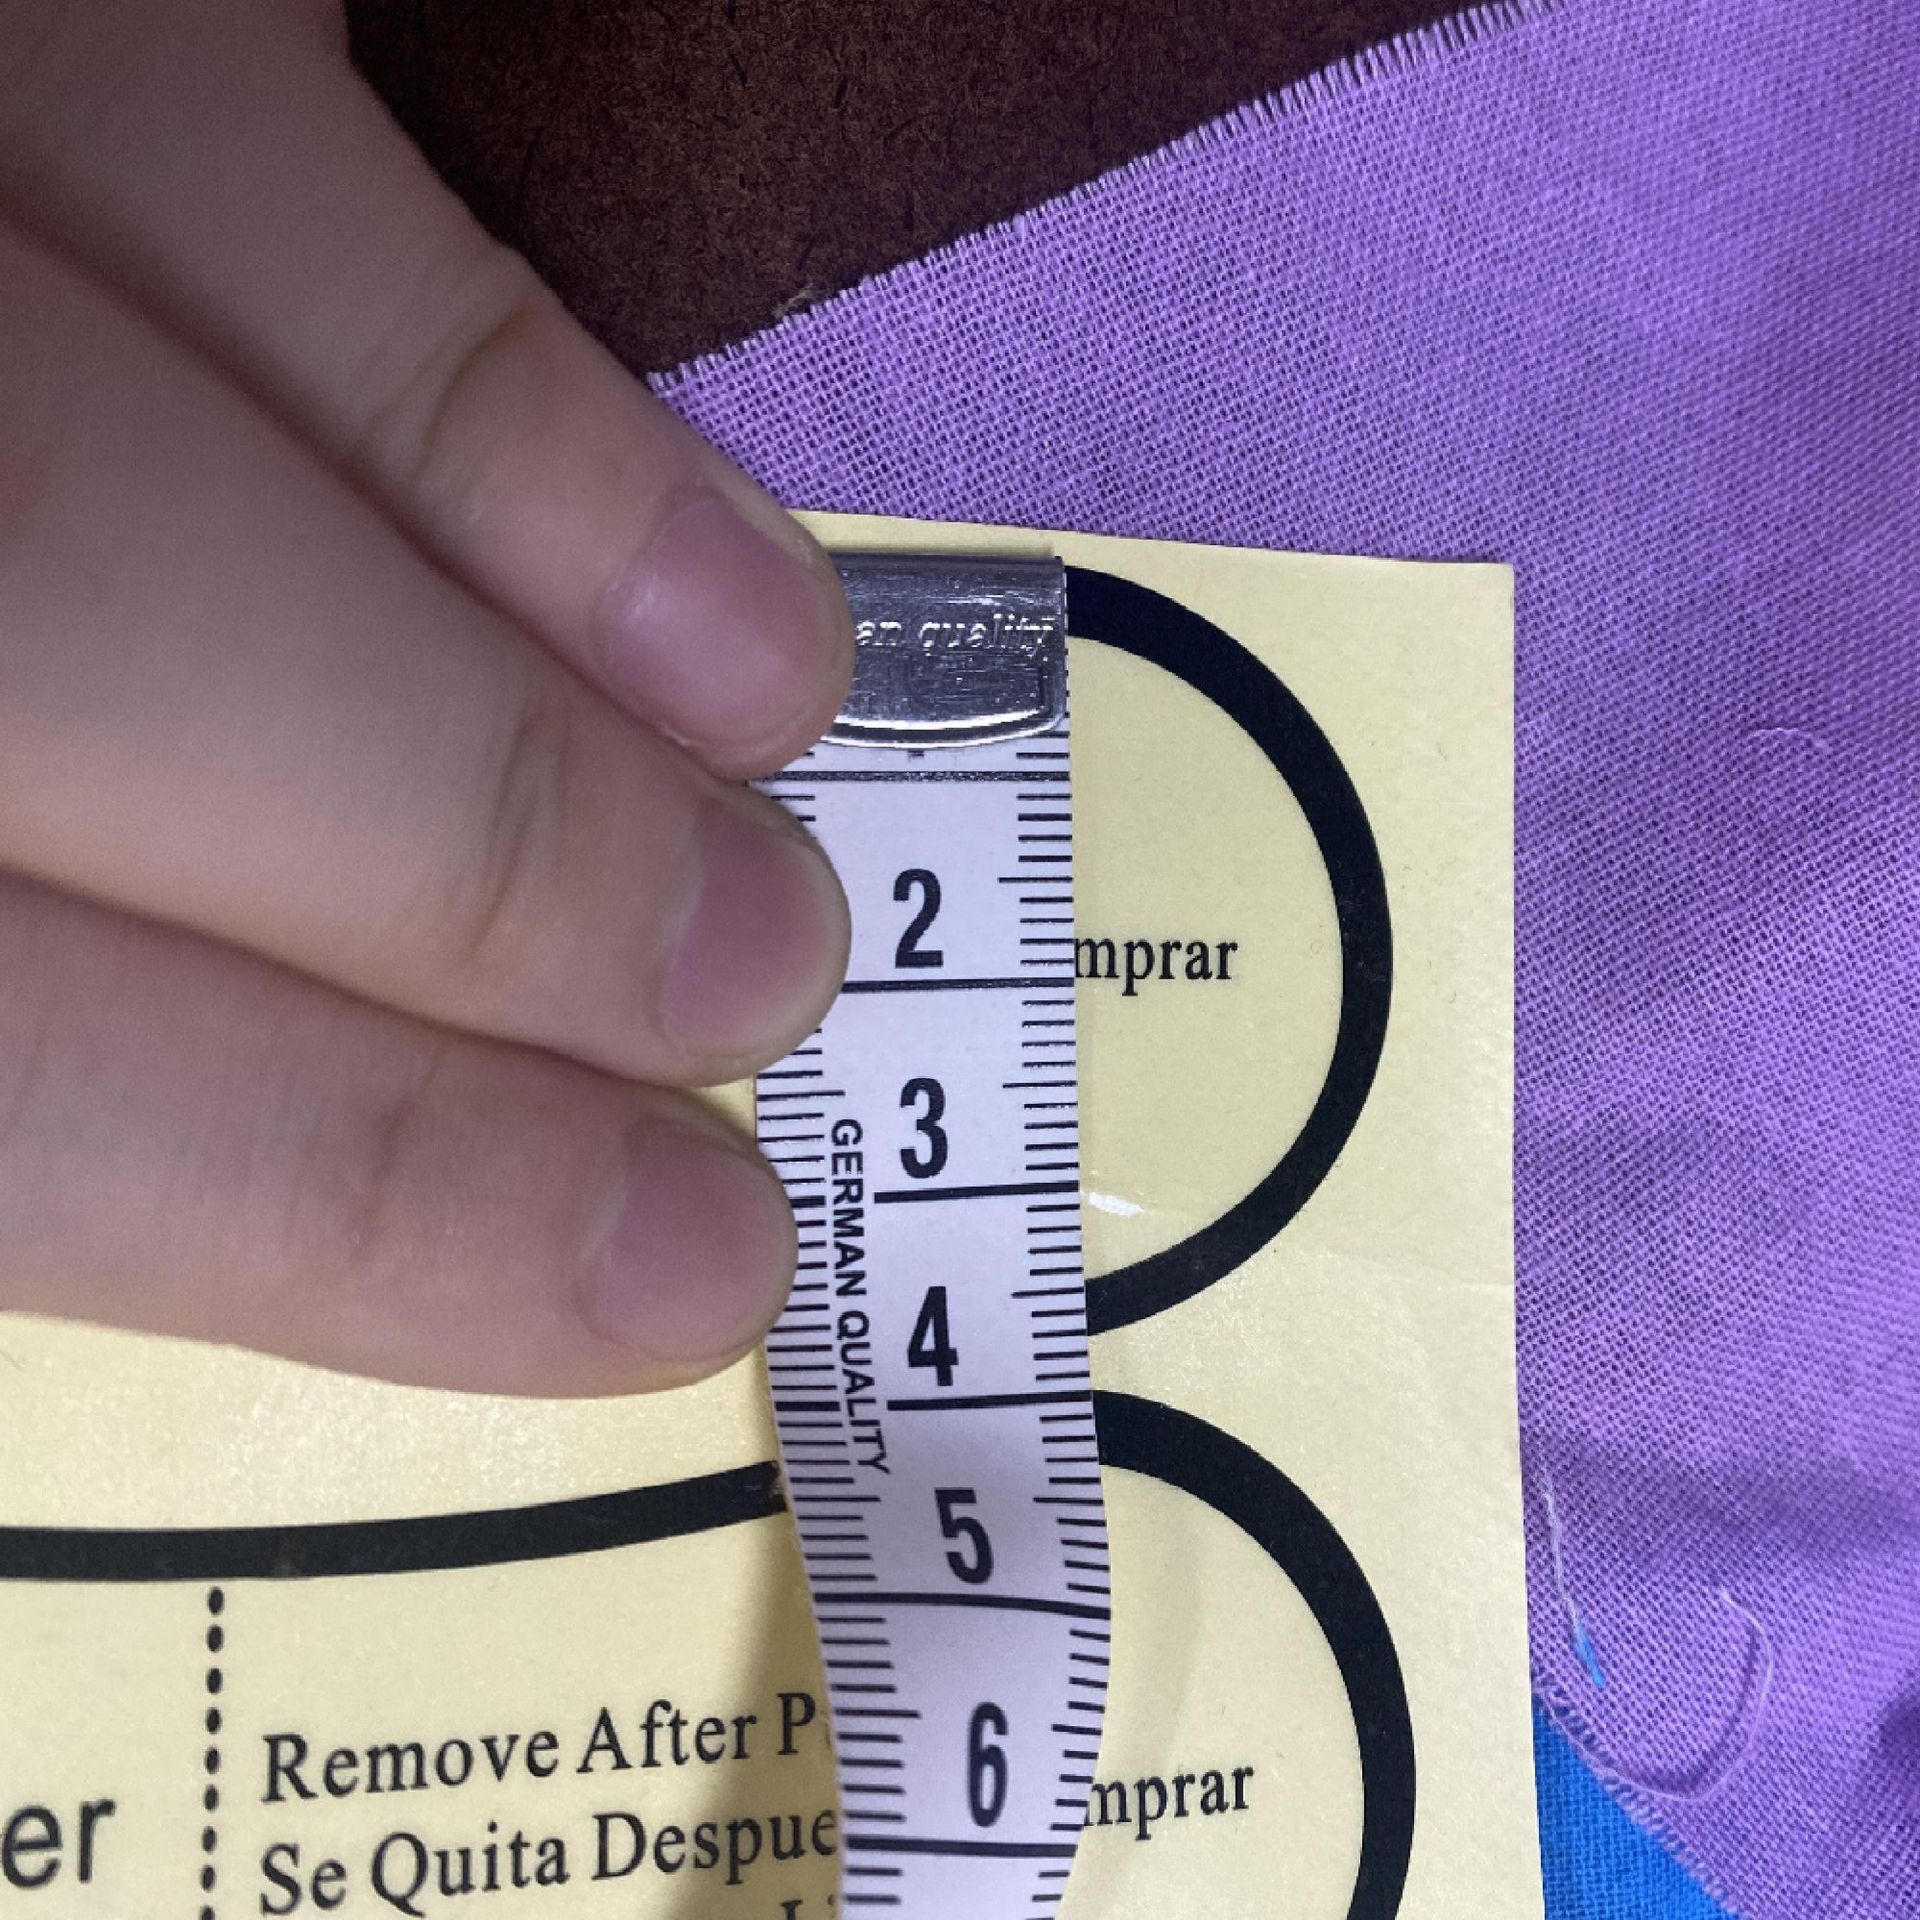 an quality
2
mprar
3
GERMAN QUALITY
4
5
6
mprar
Remove After P
er
Se Quita Despue